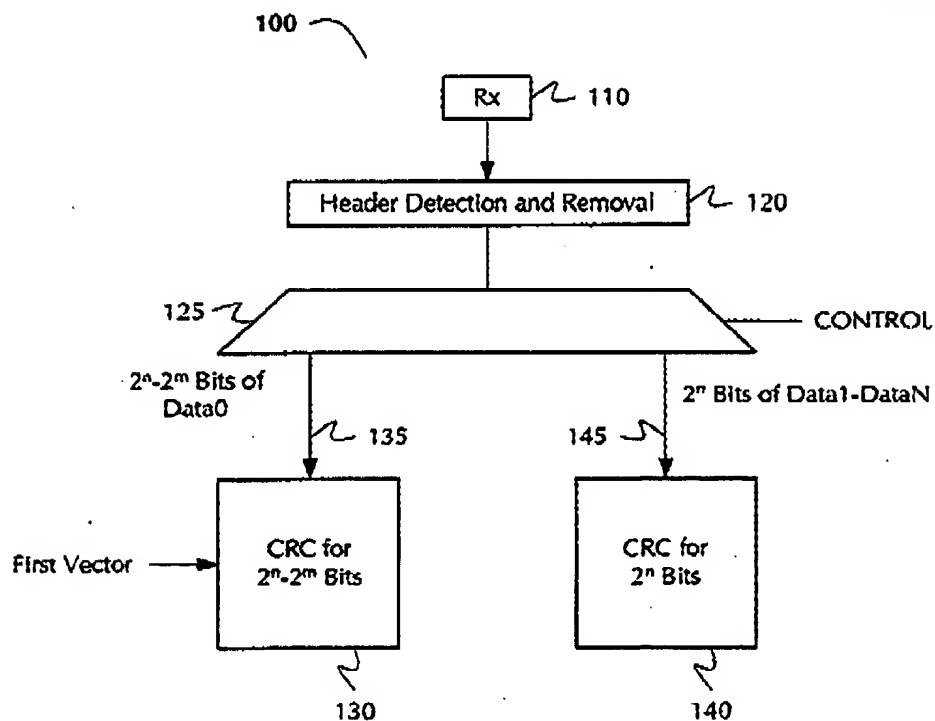 100
Rx
110
Header Detection and Removal
120
125
CONTROL
2ⁿ-2ᵐ Bits of
Data0
2ⁿ Bits of Data1-DataN
135
145
First Vector
CRC for
2ⁿ-2ᵐ Bits
CRC for
2ⁿ Bits
130
140